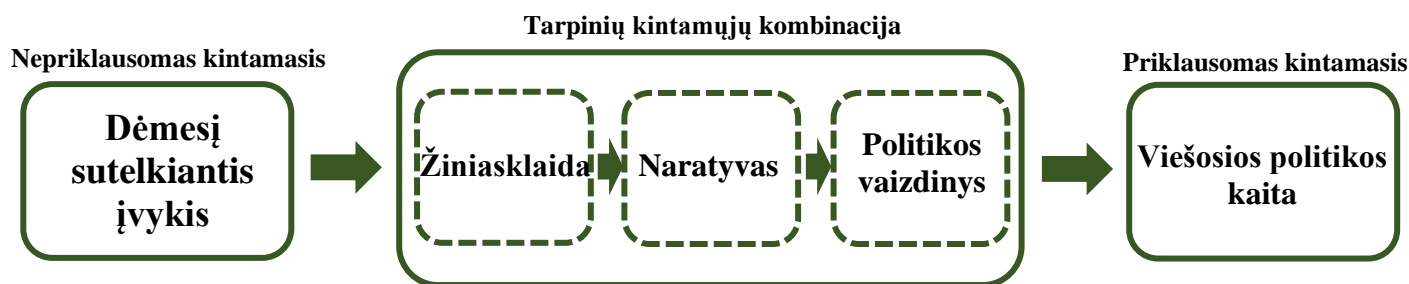 Tarpinių kintamųjų kombinacija
Nepriklausomas kintamasis
Priklausomas kintamasis
Dėmesį
sutelkiantis
įvykis
Žiniasklaida
Naratyvas
Politikos
vaizdinys
Viešosios politikos
kaita